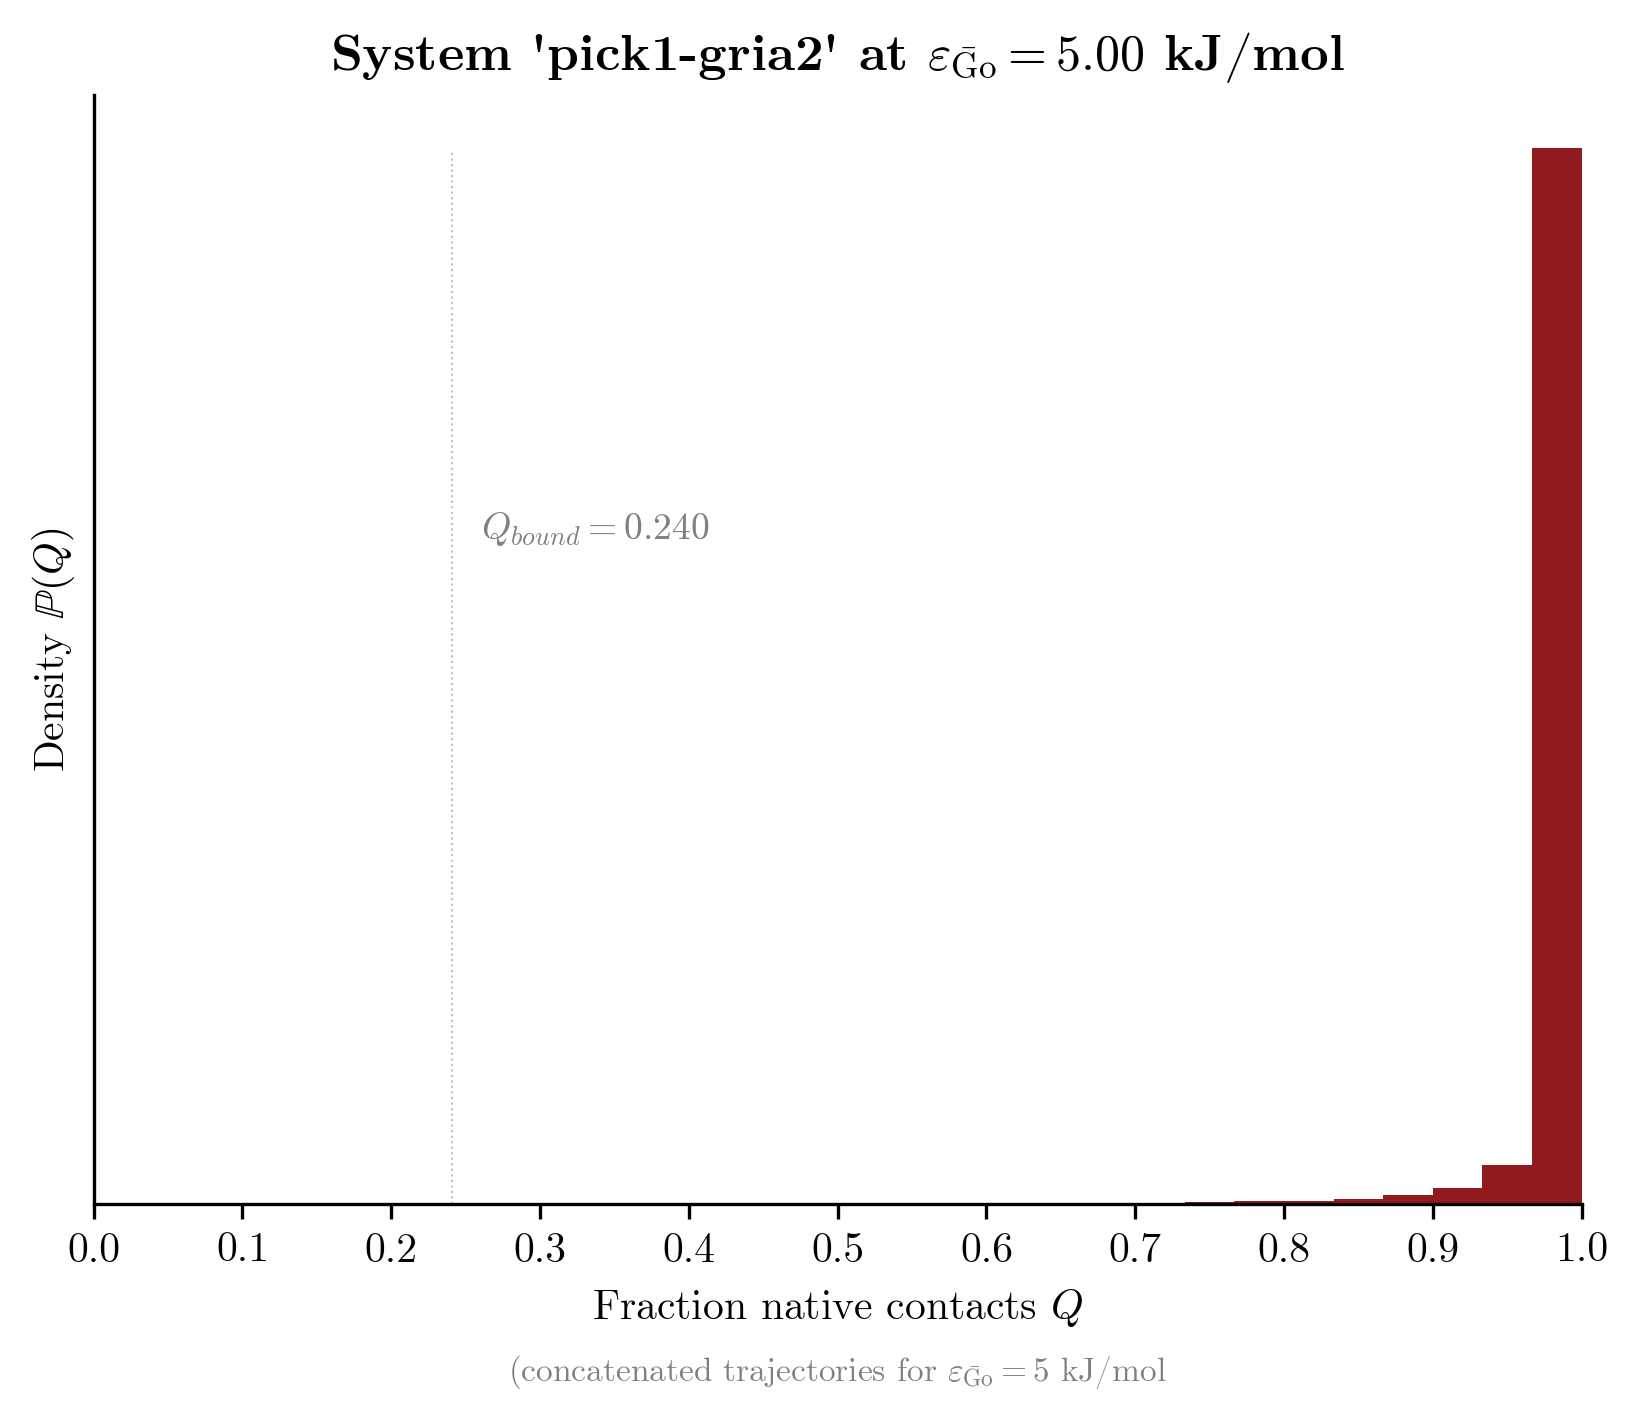 System 'pick1-gria2' at ε_Ḡo = 5.00 kJ/mol
Q_bound = 0.240
Density ℙ(Q)
0.0 0.1 0.2 0.3 0.4 0.5 0.6 0.7 0.8 0.9 1.0
Fraction native contacts Q
(concatenated trajectories for ε_Ḡo = 5 kJ/mol